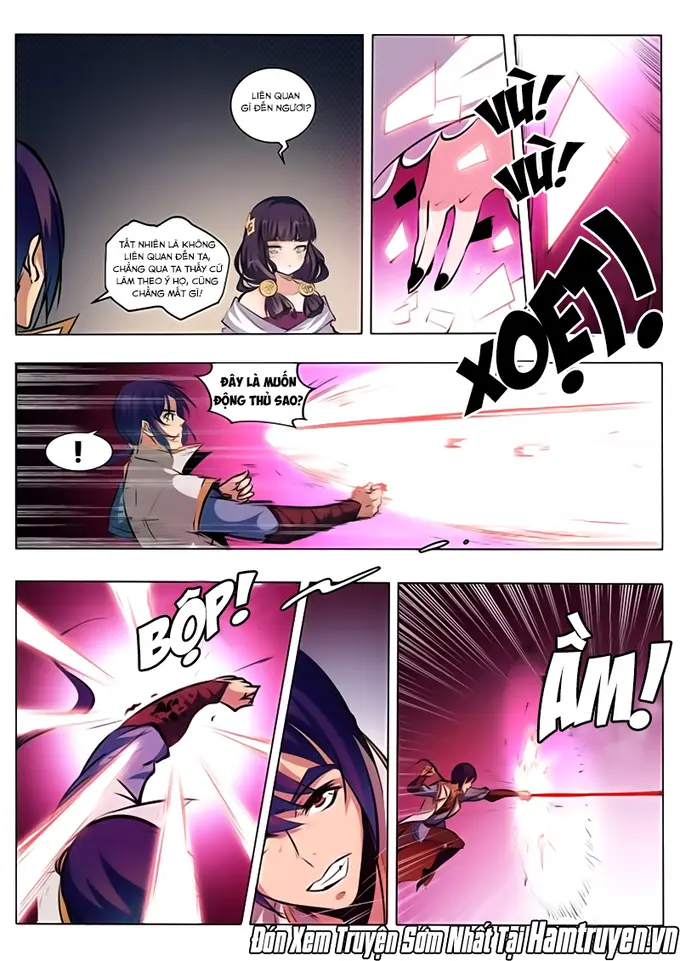 LIÊN QUAN
GÌ ĐẾN NGƯƠI?
TẤT NHIÊN LÀ KHÔNG
LIÊN QUAN ĐẾN TA,
CHẲNG QUA TA THẤY CỨ
LÀM THEO Ý HỌ, CŨNG
CHẲNG MẤT GÌ!
VÙ!
VÙ!
XOẸT!
ĐÂY LÀ MUỐN
ĐỘNG THỦ SAO?
!
BỘP!
ẦM!
Đón Xem Truyện Sớm Nhất Tại Hamtruyen.vn